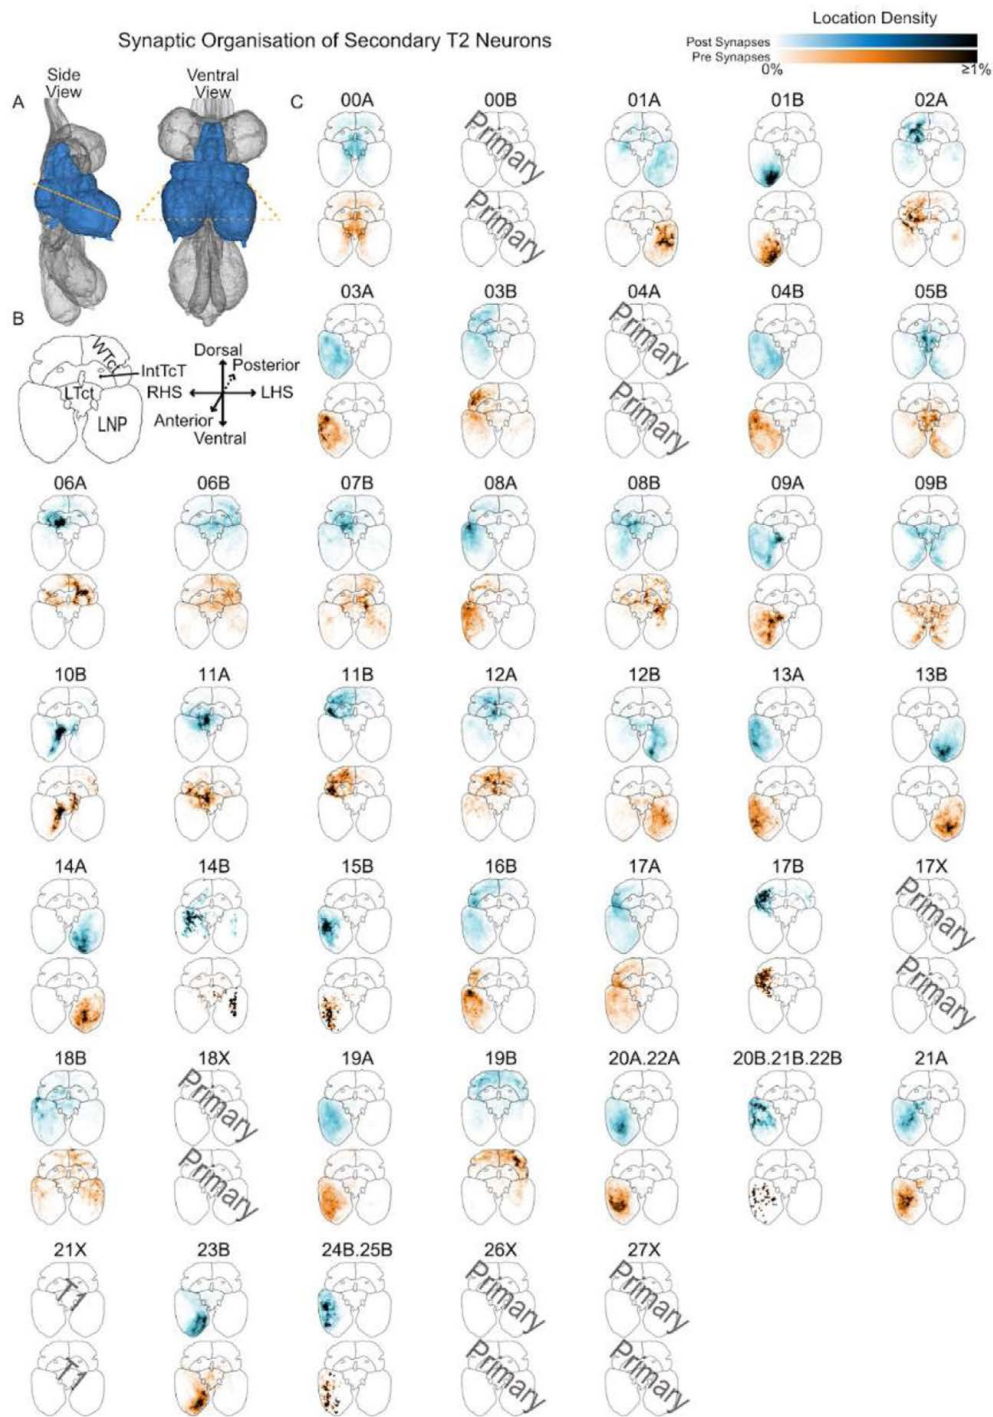 Location Density
Synaptic Organisation of Secondary T2 Neurons
Post Synapses
Pre Synapses
0% ≥1%
Side View
Ventral View
A
C
00A 00B 01A 01B 02A
Primary
Primary
B
WTct
IntTcT
LTct
LNP
Dorsal
Posterior
RHS LHS
Anterior
Ventral
03A 03B 04A 04B 05B
Primary
Primary
06A 06B 07B 08A 08B 09A 09B
10B 11A 11B 12A 12B 13A 13B
14A 14B 15B 16B 17A 17B 17X
Primary
Primary
18B 18X 19A 19B 20A.22A 20B.21B.22B 21A
Primary
Primary
21X 23B 24B.25B 26X 27X
T1 Primary Primary
T1 Primary Primary